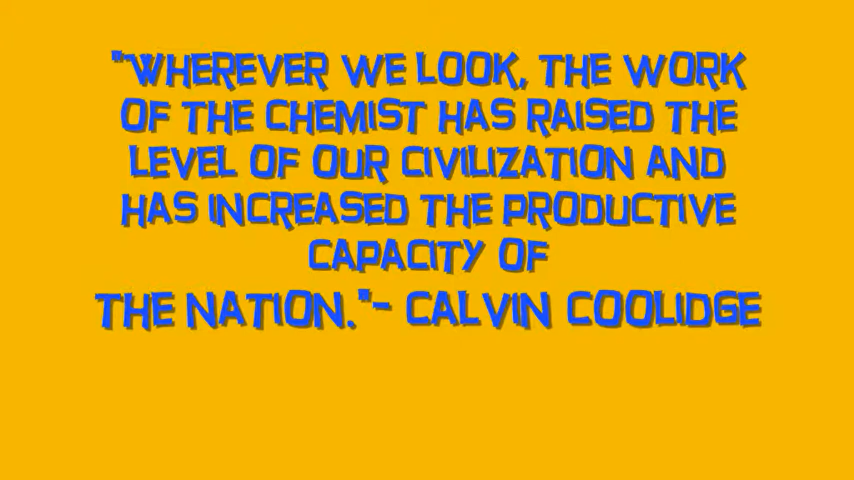 "WHEREVER WE LOOK, THE WORK
OF THE CHEMIST HAS RAISED THE
LEVEL OF OUR CIVILIZATION AND
HAS INCREASED THE PRODUCTIVE
CAPACITY OF
THE NATION."- CALVIN COOLIDGE